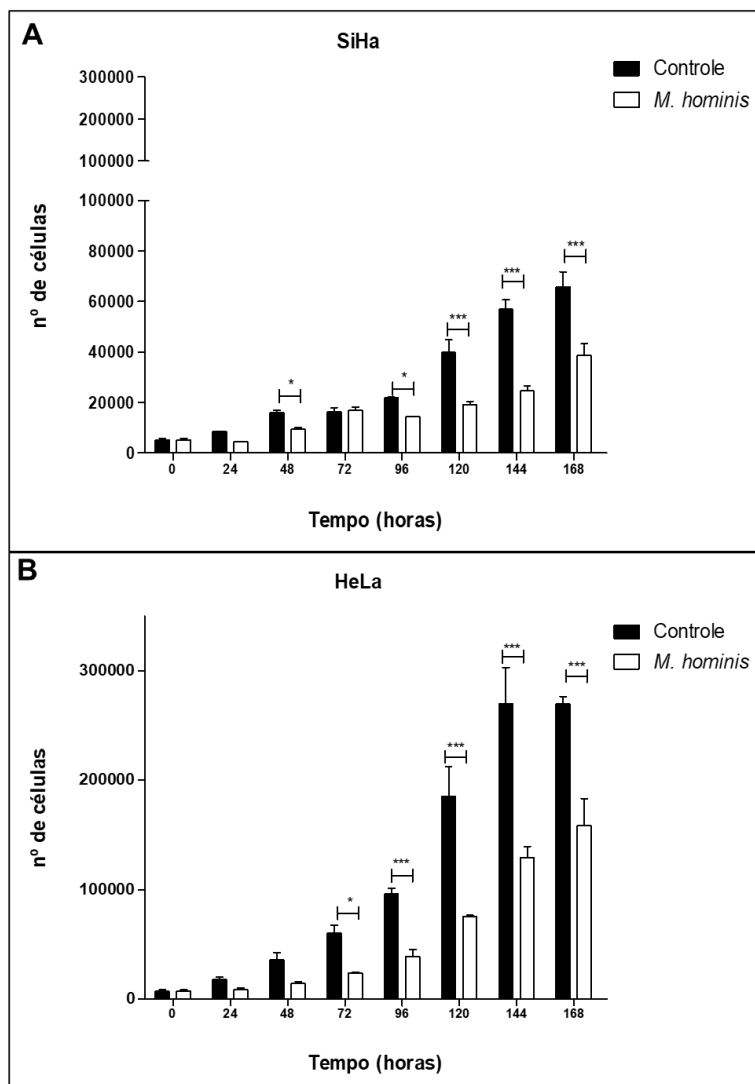 A
SiHa
Controle
M. hominis
300000
200000
100000
100000
80000
60000
40000
20000
0
nº de células
*
*
***
***
***
0 24 48 72 96 120 144 168
Tempo (horas)
B
HeLa
Controle
M. hominis
300000
200000
100000
0
nº de células
*
***
***
***
***
0 24 48 72 96 120 144 168
Tempo (horas)